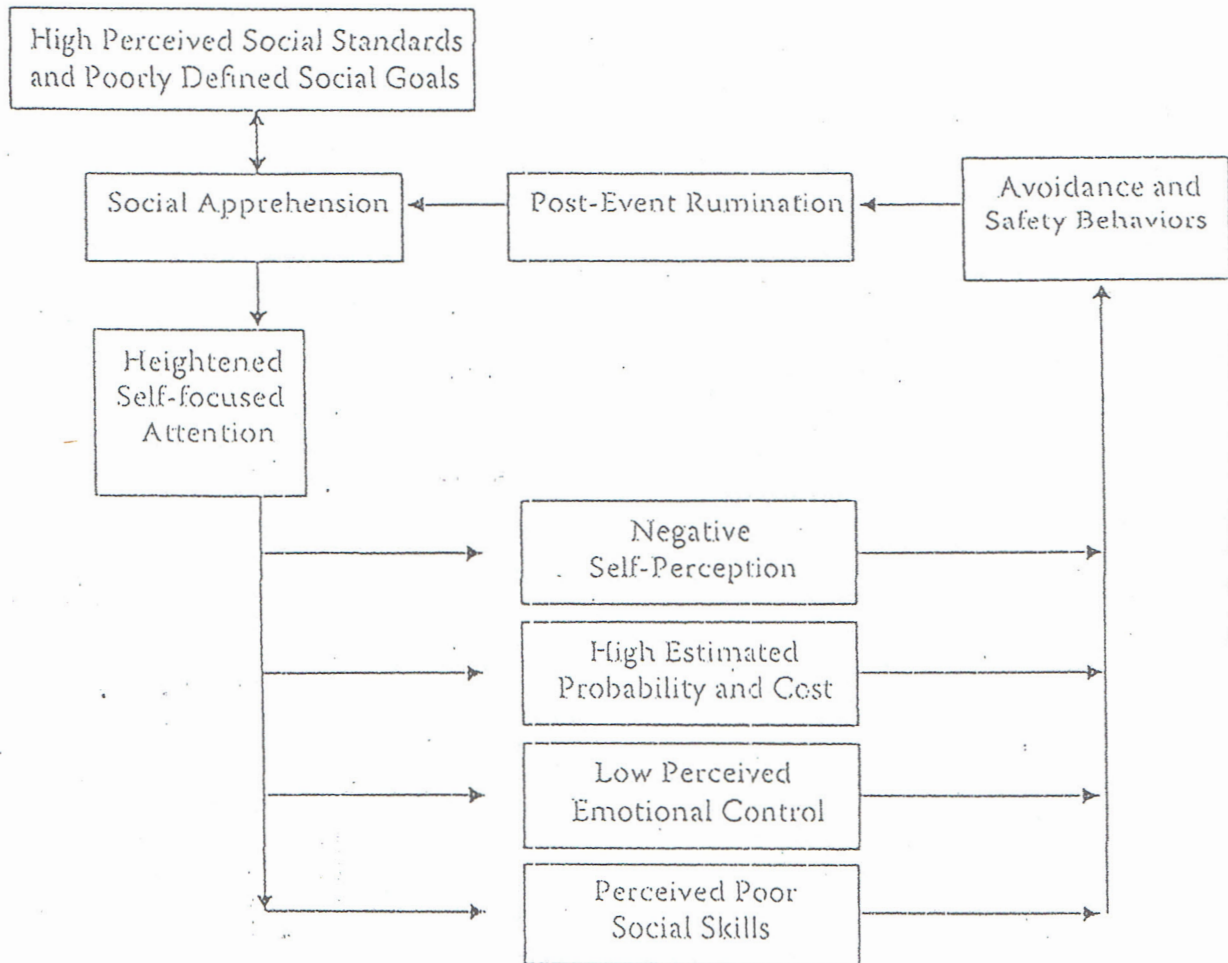 High Perceived Social Standards
and Poorly Defined Social Goals
Social Apprehension
Post-Event Rumination
Avoidance and
Safety Behaviors
Heightened
Self-focused
Attention
Negative
Self-Perception
High Estimated
Probability and Cost
Low Perceived
Emotional Control
Perceived Poor
Social Skills